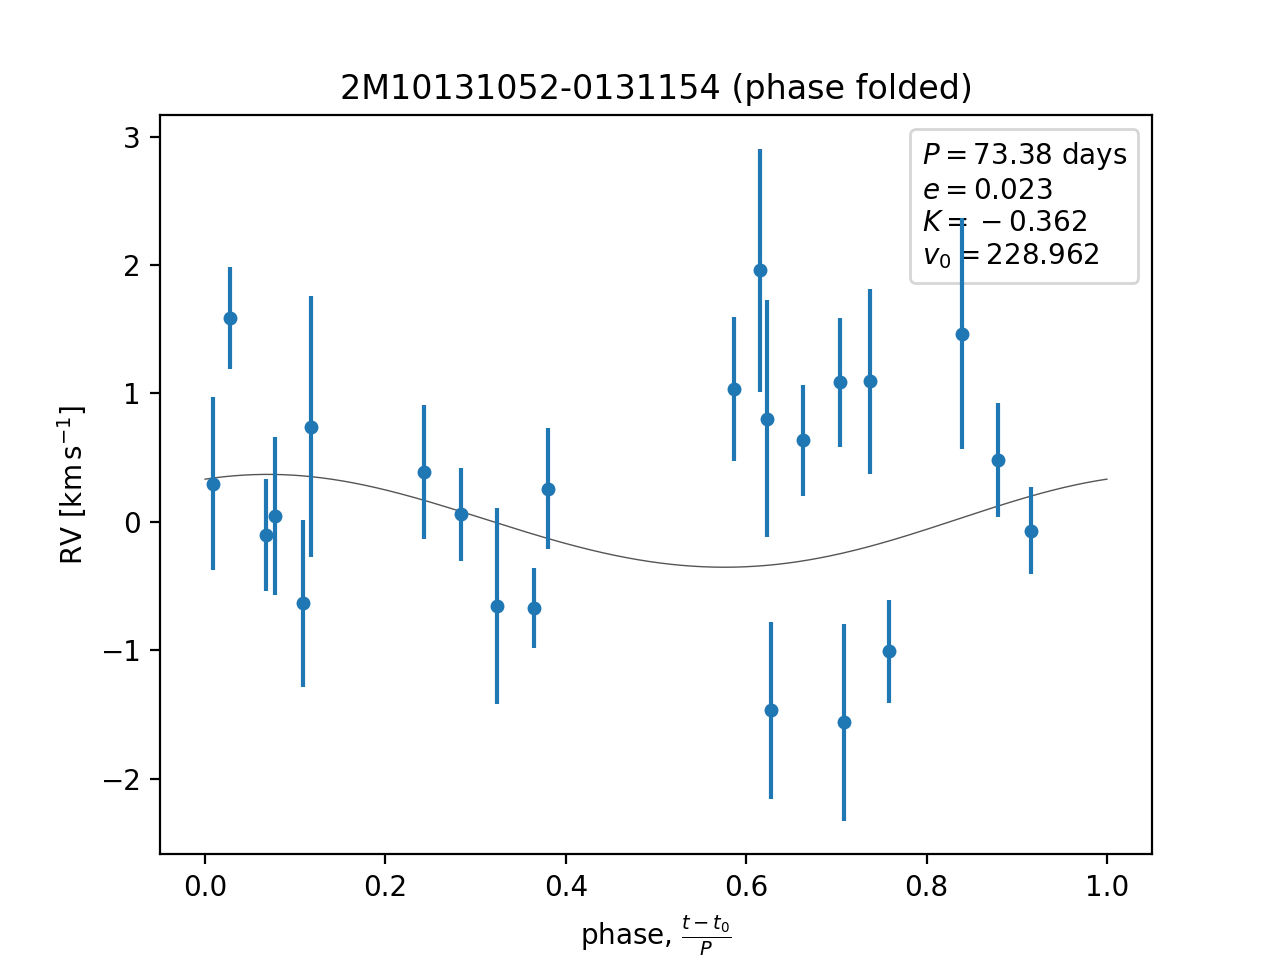 2M10131052-0131154 (phase folded)
P = 73.38 days
e = 0.023
K = −0.362
v₀ = 228.962
RV [km s⁻¹]
3
2
1
0
−1
−2
0.0 0.2 0.4 0.6 0.8 1.0
phase, (t − t₀)/P